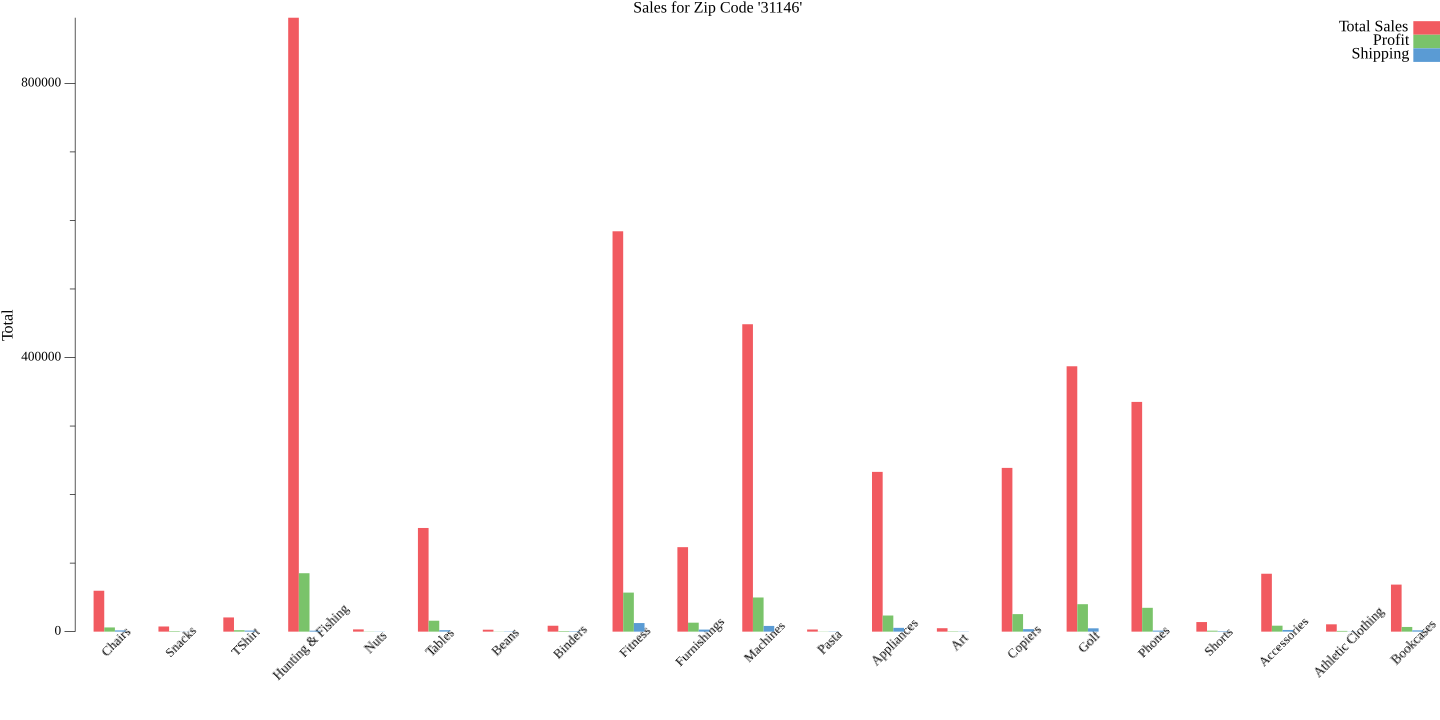 Sales for Zip Code '31146'
Total Sales
Profit
Shipping
800000
400000
0
Total
Chairs
Snacks
TShirt
Hunting & Fishing
Nuts
Tables
Beans
Binders
Fitness
Furnishings
Machines
Pasta
Appliances
Art
Copiers
Golf
Phones
Shorts
Accessories
Athletic Clothing
Bookcases